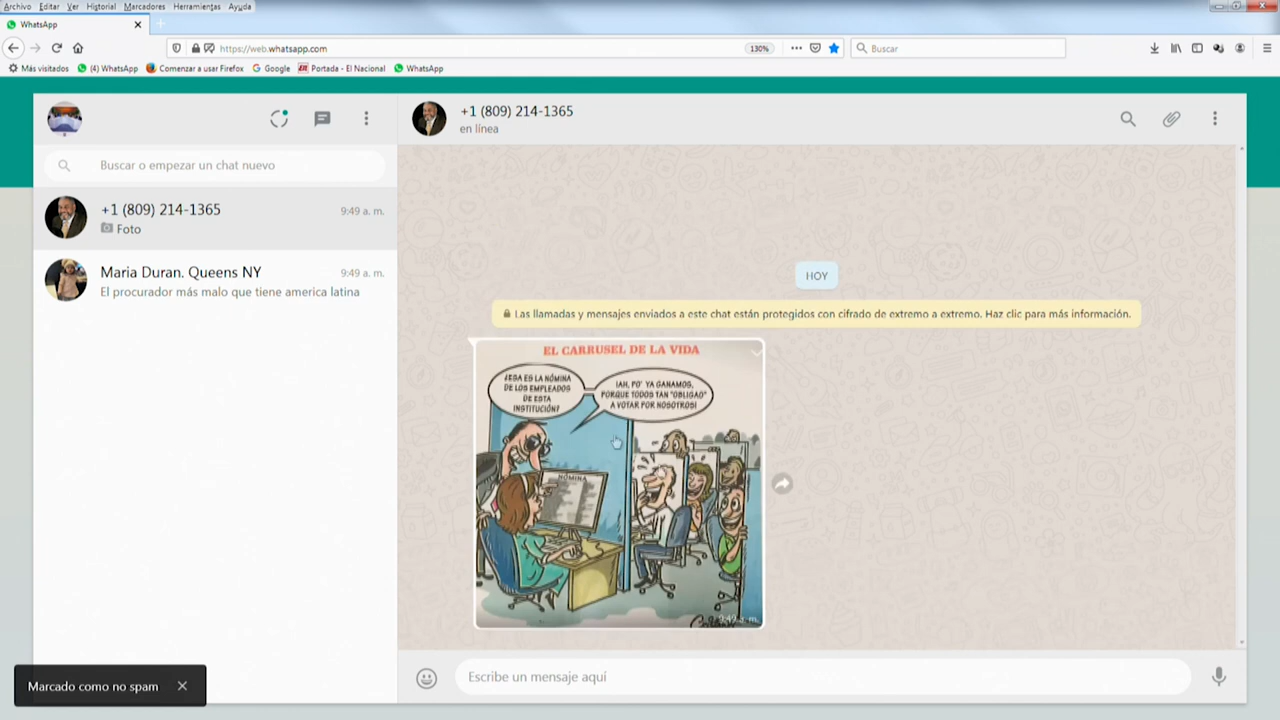 Archivo Editar Ver Historial Marcadores Herramientas Ayuda
WhatsApp
https://web.whatsapp.com
130%
Buscar
Más visitados (4) WhatsApp Comenzar a usar Firefox Google Portada - El Nacional WhatsApp
Buscar o empezar un chat nuevo
+1 (809) 214-1365
9:49 a. m.
Foto
Maria Duran. Queens NY
9:49 a. m.
El procurador más malo que tiene america latina
Marcado como no spam
+1 (809) 214-1365
en línea
HOY
Las llamadas y mensajes enviados a este chat están protegidos con cifrado de extremo a extremo. Haz clic para más información.
EL CARRUSEL DE LA VIDA
¿ESA ES LA NÓMINA
DE LOS EMPLEADOS
DE ESTA
INSTITUCIÓN?
¡AH, PO' YA GANAMOS,
PORQUE TODOS TAN "OBLIGAO"
A VOTAR POR NOSOTROS!
NÓMINA
9:49 a. m.
Escribe un mensaje aquí